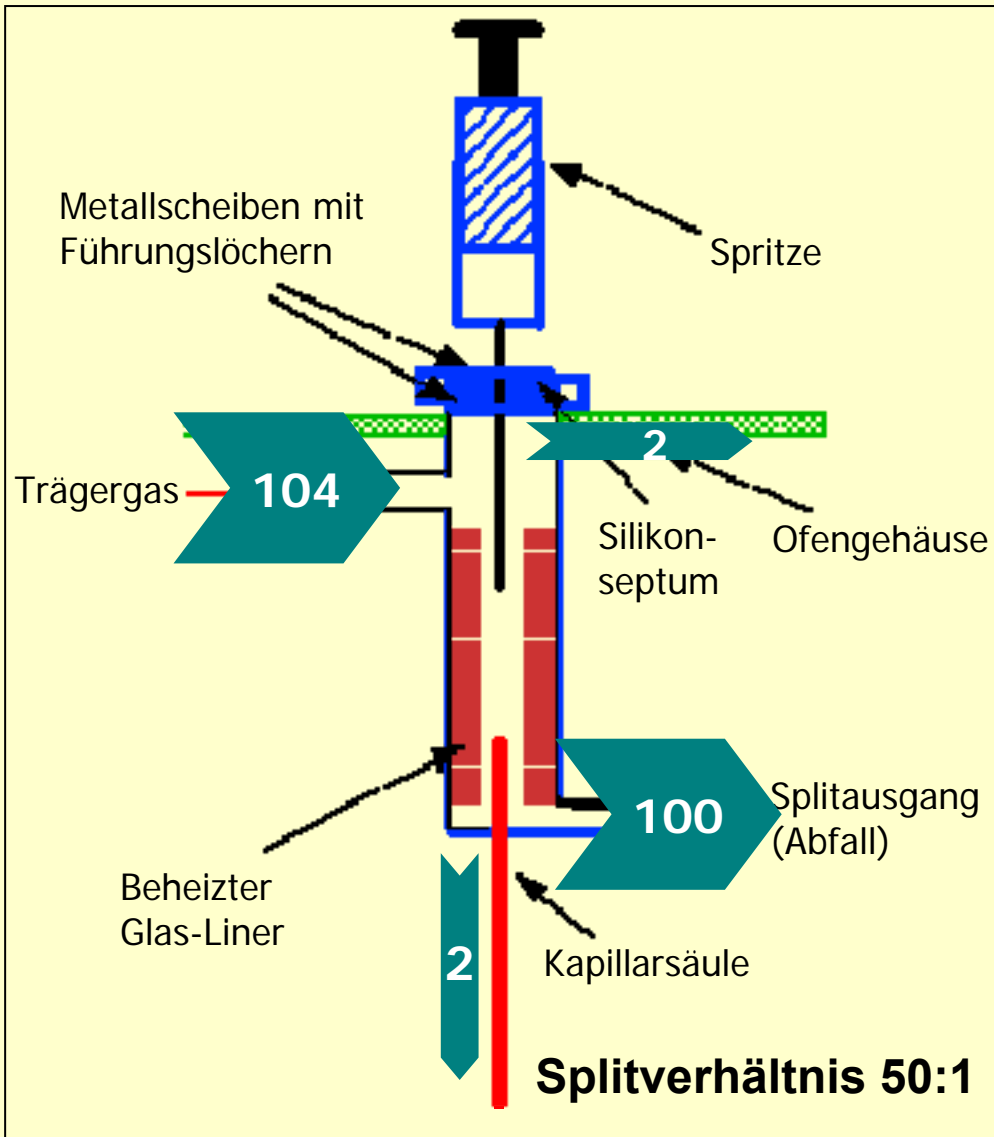 Metallscheiben mit
Führungslöchern
Spritze
2
Trägergas
104
Silikon-
septum
Ofengehäuse
100
Splitausgang
(Abfall)
Beheizter
Glas-Liner
2
Kapillarsäule
Splitverhältnis 50:1